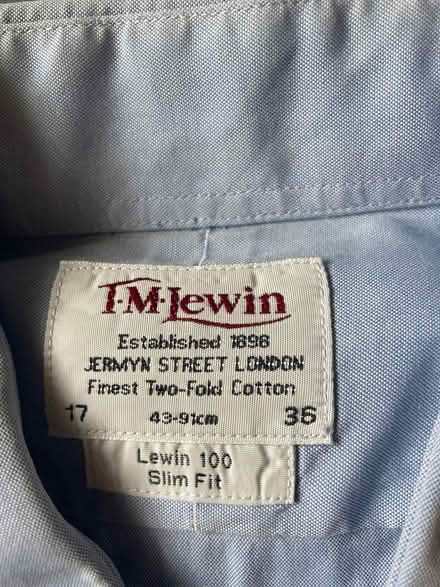 T·M·Lewin
Established 1898
JERMYN STREET LONDON
Finest Two-Fold Cotton
17 43-91cm 36
Lewin 100
Slim Fit